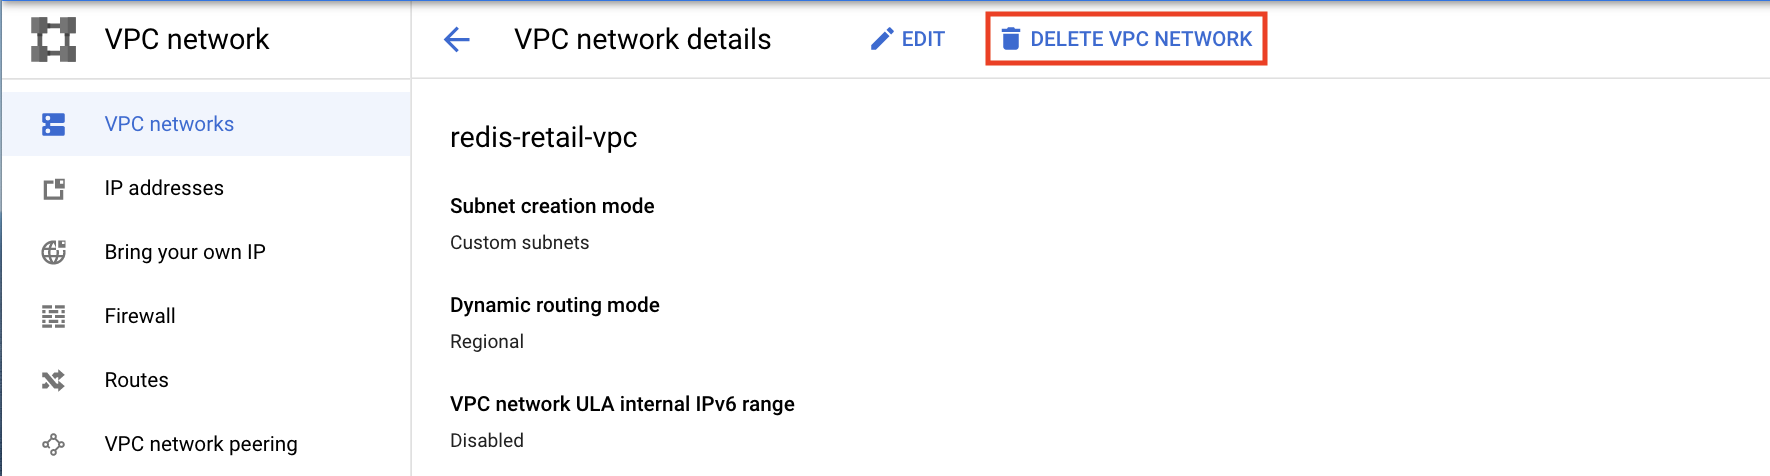 VPC network
VPC network details
EDIT
DELETE VPC NETWORK
VPC networks
IP addresses
Bring your own IP
Firewall
Routes
VPC network peering
redis-retail-vpc
Subnet creation mode
Custom subnets
Dynamic routing mode
Regional
VPC network ULA internal IPv6 range
Disabled